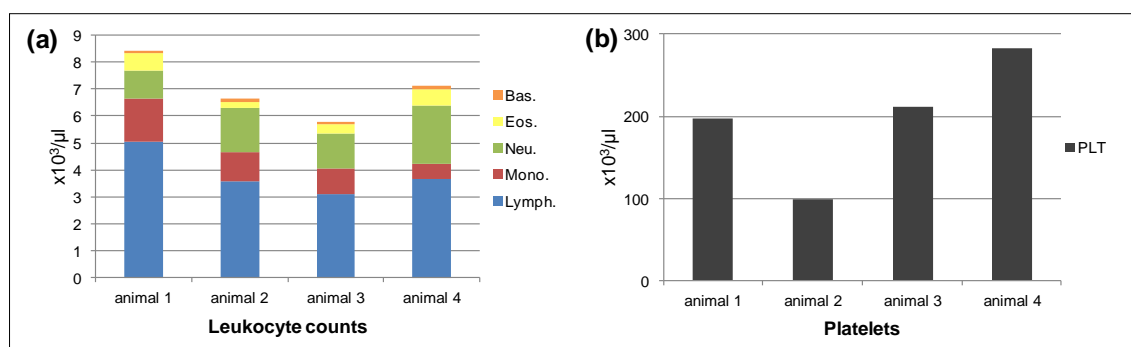 (a)
9
8
7
6
5
4
3
2
1
0
x10³/µl
animal 1 animal 2 animal 3 animal 4
Leukocyte counts
Bas.
Eos.
Neu.
Mono.
Lymph.
(b)
300
200
100
0
x10³/µl
animal 1 animal 2 animal 3 animal 4
Platelets
PLT